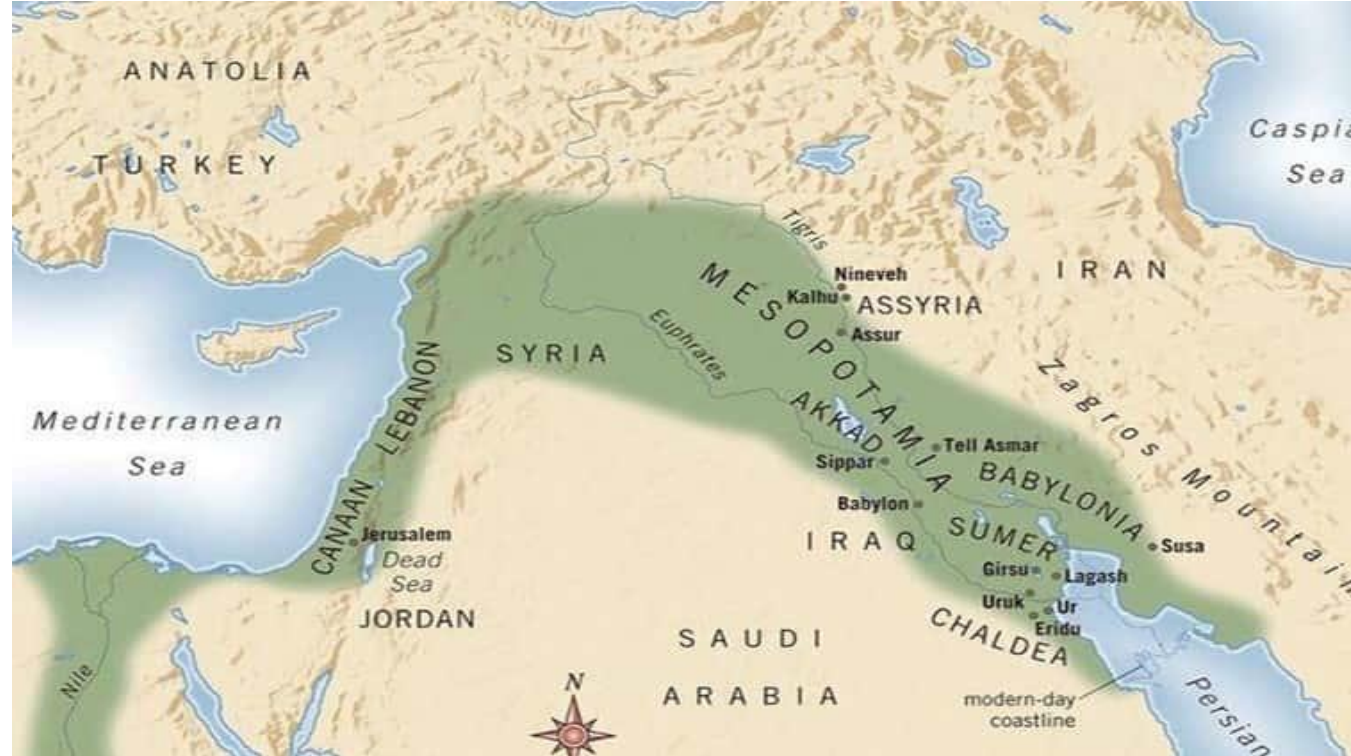 ANATOLIA
TURKEY
Caspia
Sea
Tigris
Nineveh
Kalhu
ASSYRIA
Assur
IRAN
MESOPOTAMIA
Euphrates
SYRIA
LEBANON
Zagros Mountain
Mediterranean
Sea
AKKAD
Tell Asmar
Sippar
BABYLONIA
Babylon
CANAAN
Jerusalem
Dead
Sea
IRAQ
SUMER
Susa
Girsu
Lagash
JORDAN
Uruk
Ur
Eridu
CHALDEA
SAUDI
ARABIA
Nile
N
modern-day
coastline
Persian